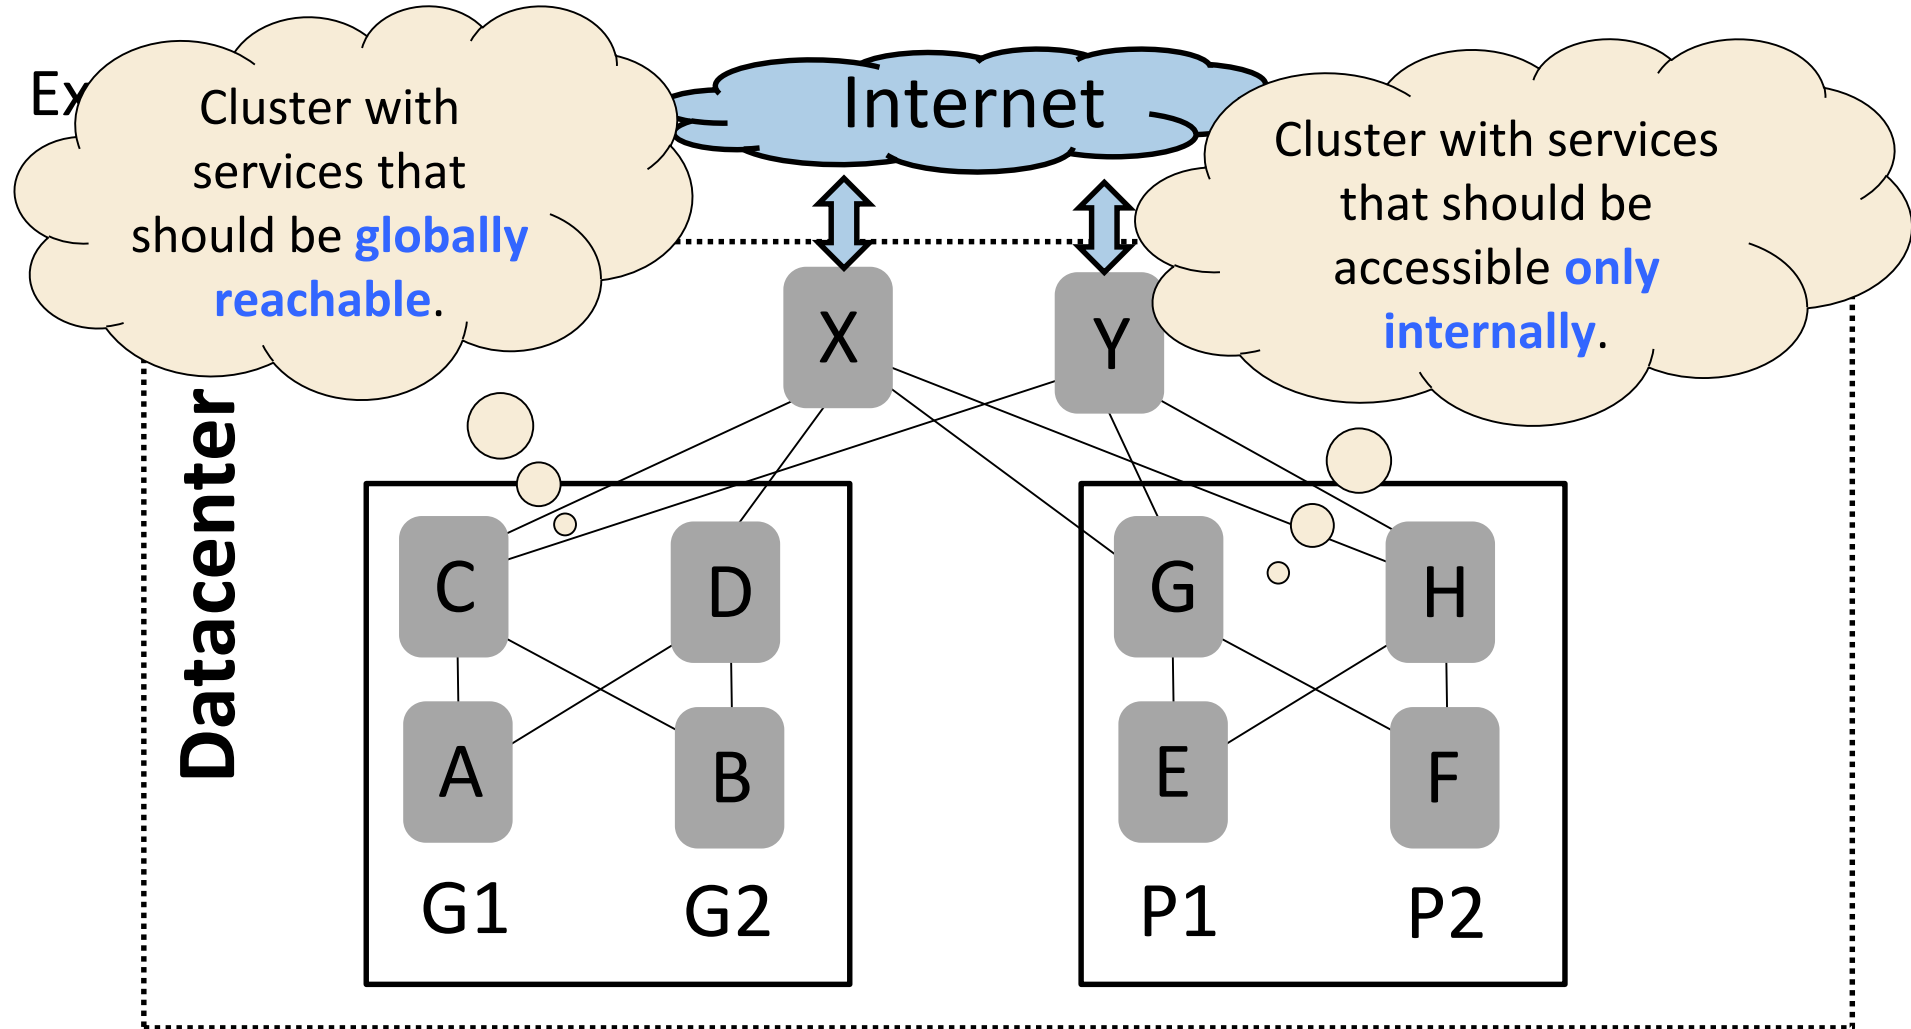 Cluster with
services that
should be globally
reachable.
Internet
Cluster with services
that should be
accessible only
internally.
X
Y
Datacenter
C
D
G
H
A
B
E
F
G1
G2
P1
P2